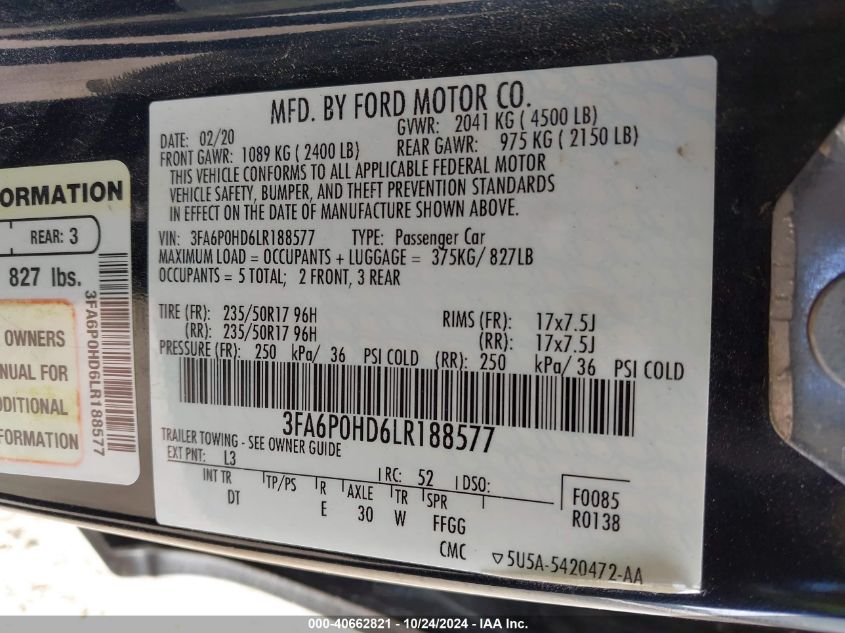 MFD. BY FORD MOTOR CO.
DATE: 02/20
GVWR: 2041 KG ( 4500 LB)
FRONT GAWR: 1089 KG ( 2400 LB)
REAR GAWR: 975 KG ( 2150 LB)
THIS VEHICLE CONFORMS TO ALL APPLICABLE FEDERAL MOTOR
VEHICLE SAFETY, BUMPER, AND THEFT PREVENTION STANDARDS
IN EFFECT ON THE DATE OF MANUFACTURE SHOWN ABOVE.
VIN: 3FA6P0HD6LR188577 TYPE: Passenger Car
MAXIMUM LOAD = OCCUPANTS + LUGGAGE = 375KG/ 827LB
OCCUPANTS = 5 TOTAL; 2 FRONT, 3 REAR
TIRE (FR): 235/50R17 96H RIMS (FR): 17x7.5J
(RR): 235/50R17 96H (RR): 17x7.5J
PRESSURE (FR): 250 kPa/ 36 PSI COLD (RR): 250 kPa/ 36 PSI COLD
3FA6P0HD6LR188577
TRAILER TOWING - SEE OWNER GUIDE
EXT PNT: L3 RC: 52 DSO:
INT TR TP/PS R AXLE TR SPR
DT E 30 W FFGG
F0085
R0138
CMC ▽5U5A-5420472-AA
ORMATION
REAR: 3
827 lbs.
OWNERS
NUAL FOR
DDITIONAL
FORMATION
3FA6P0HD6LR188577
000-40662821 - 10/24/2024 - IAA Inc.